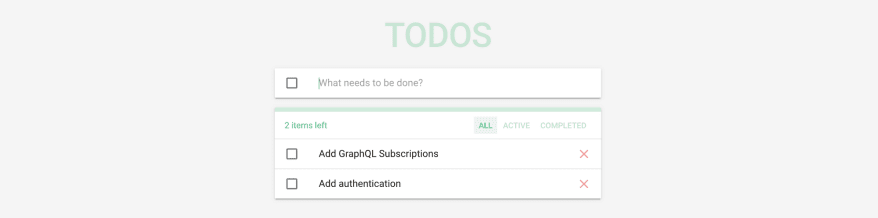 TODOS
What needs to be done?
2 items left ALL ACTIVE COMPLETED
Add GraphQL Subscriptions
Add authentication